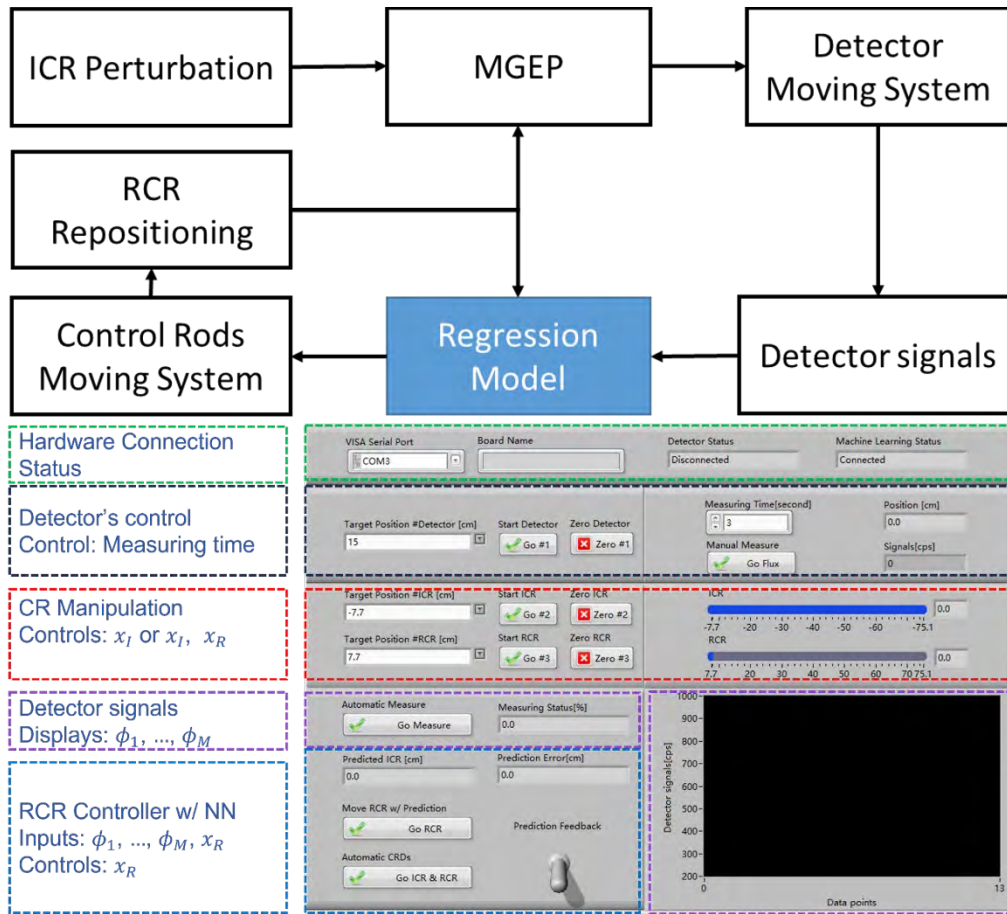 ICR Perturbation
MGEP
Detector
Moving System
RCR
Repositioning
Control Rods
Moving System
Regression
Model
Detector signals
Hardware Connection
Status
VISA Serial Port
Board Name
Detector Status
Machine Learning Status
COM3
Disconnected
Connected
Detector's control
Control: Measuring time
Target Position #Detector [cm]
Start Detector
Zero Detector
15
Go #1
Zero #1
Measuring Time[second]
Position [cm]
3
0.0
Manual Measure
Signals[cps]
Go Flux
0
CR Manipulation
Controls: x_I or x_I, x_R
Target Position #ICR [cm]
Start ICR
Zero ICR
-7.7
Go #2
Zero #2
Target Position #RCR [cm]
Start RCR
Zero RCR
7.7
Go #3
Zero #3
ICR
0.0
-7.7 -20 -30 -40 -50 -60 -75.1
RCR
0.0
7.7 20 30 40 50 60 70 75.1
Detector signals
Displays: ϕ_1, ..., ϕ_M
Automatic Measure
Measuring Status[%]
Go Measure
0.0
RCR Controller w/ NN
Inputs: ϕ_1, ..., ϕ_M, x_R
Controls: x_R
Predicted ICR [cm]
Prediction Error[cm]
0.0
0.0
Move RCR w/ Prediction
Go RCR
Prediction Feedback
Automatic CRDs
Go ICR & RCR
Detector signals[cps]
1000
900
800
700
600
500
400
300
200
0
13
Data points